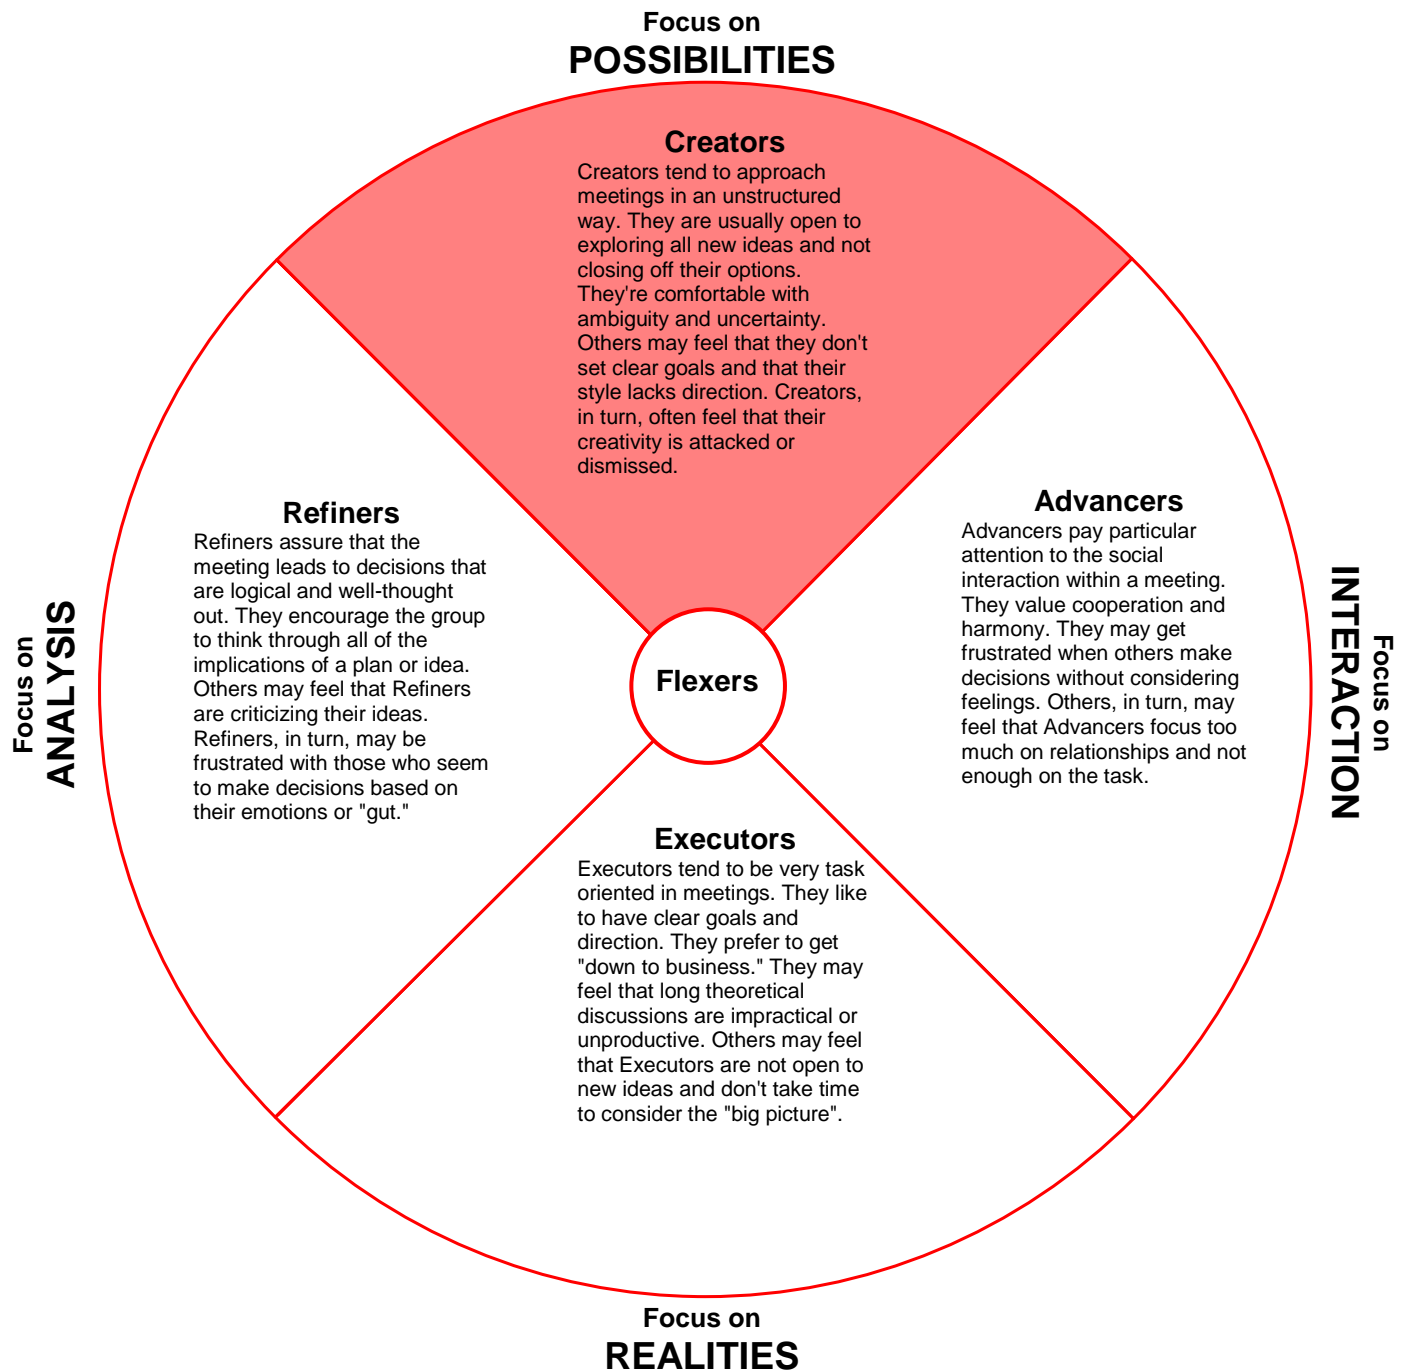 Focus on
POSSIBILITIES
Creators
Creators tend to approach
meetings in an unstructured
way. They are usually open to
exploring all new ideas and not
closing off their options.
They're comfortable with
ambiguity and uncertainty.
Others may feel that they don't
set clear goals and that their
style lacks direction. Creators,
in turn, often feel that their
creativity is attacked or
dismissed.
Focus on
ANALYSIS
Refiners
Refiners assure that the
meeting leads to decisions that
are logical and well-thought
out. They encourage the group
to think through all of the
implications of a plan or idea.
Others may feel that Refiners
are criticizing their ideas.
Refiners, in turn, may be
frustrated with those who seem
to make decisions based on
their emotions or "gut."
Flexers
Advancers
Advancers pay particular
attention to the social
interaction within a meeting.
They value cooperation and
harmony. They may get
frustrated when others make
decisions without considering
feelings. Others, in turn, may
feel that Advancers focus too
much on relationships and not
enough on the task.
Focus on
INTERACTION
Executors
Executors tend to be very task
oriented in meetings. They like
to have clear goals and
direction. They prefer to get
"down to business." They may
feel that long theoretical
discussions are impractical or
unproductive. Others may feel
that Executors are not open to
new ideas and don't take time
to consider the "big picture".
Focus on
REALITIES